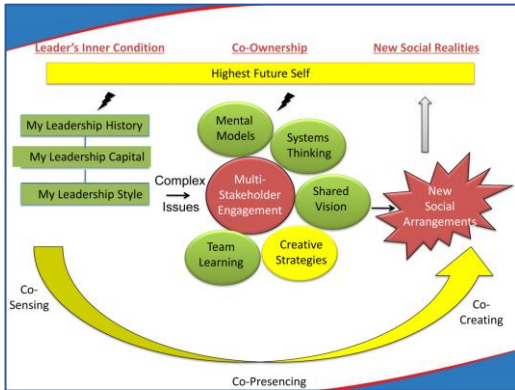 Leader's Inner Condition
Co-Ownership
New Social Realities
Highest Future Self
My Leadership History
My Leadership Capital
My Leadership Style
Complex
Issues
Mental
Models
Systems
Thinking
Multi-
Stakeholder
Engagement
Shared
Vision
Team
Learning
Creative
Strategies
New
Social
Arrangements
Co-
Sensing
Co-Presencing
Co-
Creating